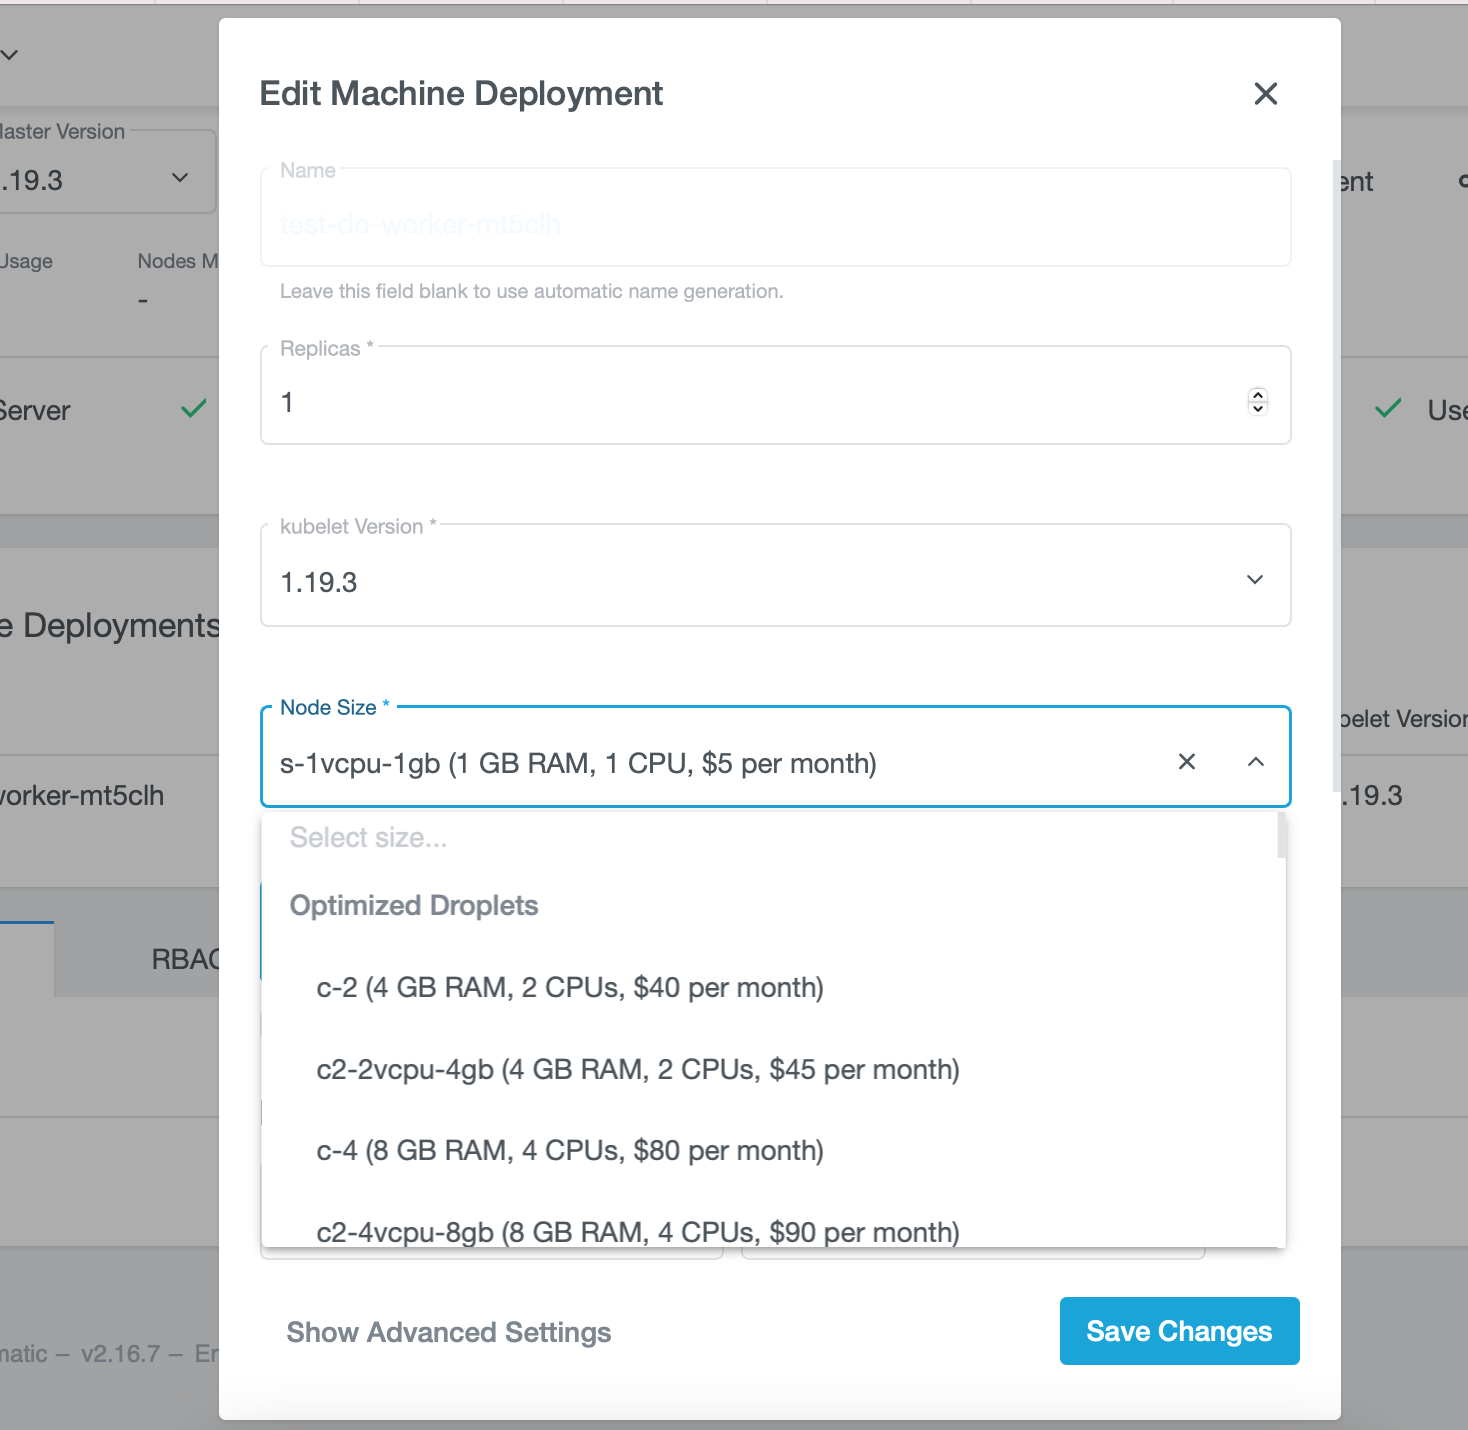 Edit Machine Deployment
Master Version
.19.3
Usage
Nodes M
-
Server
e Deployments
orker-mt5clh
RBAC
matic – v2.16.7 –
Name
test-do-worker-mt5clh
Leave this field blank to use automatic name generation.
Replicas *
1
kubelet Version *
1.19.3
Node Size *
s-1vcpu-1gb (1 GB RAM, 1 CPU, $5 per month)
Select size...
Optimized Droplets
c-2 (4 GB RAM, 2 CPUs, $40 per month)
c2-2vcpu-4gb (4 GB RAM, 2 CPUs, $45 per month)
c-4 (8 GB RAM, 4 CPUs, $80 per month)
c2-4vcpu-8gb (8 GB RAM, 4 CPUs, $90 per month)
Show Advanced Settings
Save Changes
ent
Use
belet Version
.19.3